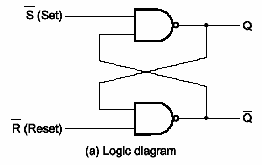 S̅ (Set)
Q
Q̅
R̅ (Reset)
(a) Logic diagram